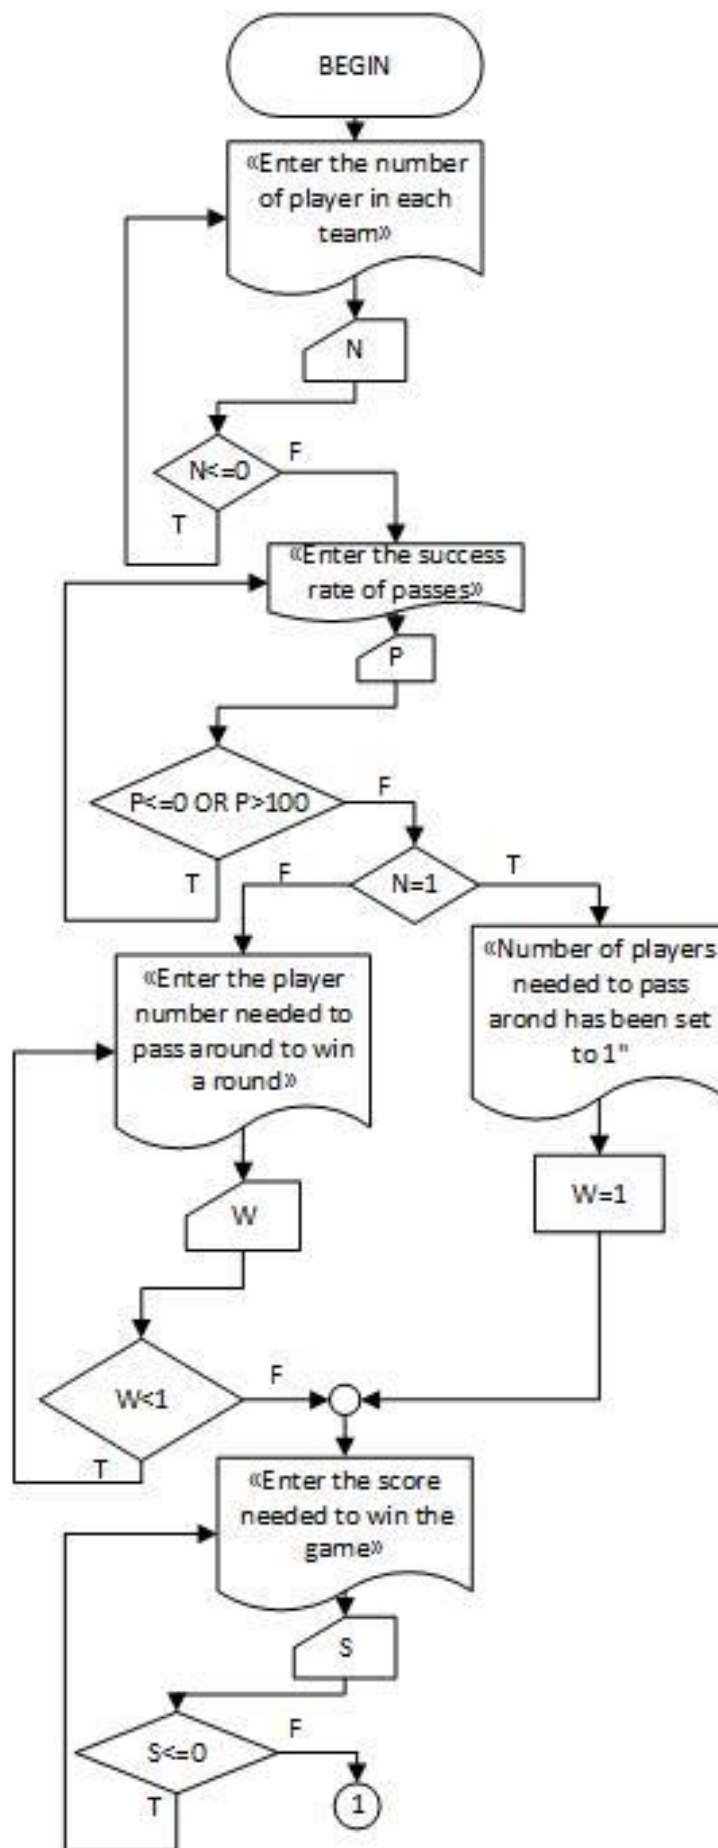 BEGIN
«Enter the number
of player in each
team»
N
N<=0
F
T
«Enter the success
rate of passes»
P
P<=0 OR P>100
F
T
N=1
F
T
«Enter the player
number needed to
pass around to win
a round»
«Number of players
needed to pass
arond has been set
to 1"
W
W=1
W<1
F
T
«Enter the score
needed to win the
game»
S
S<=0
F
T
1